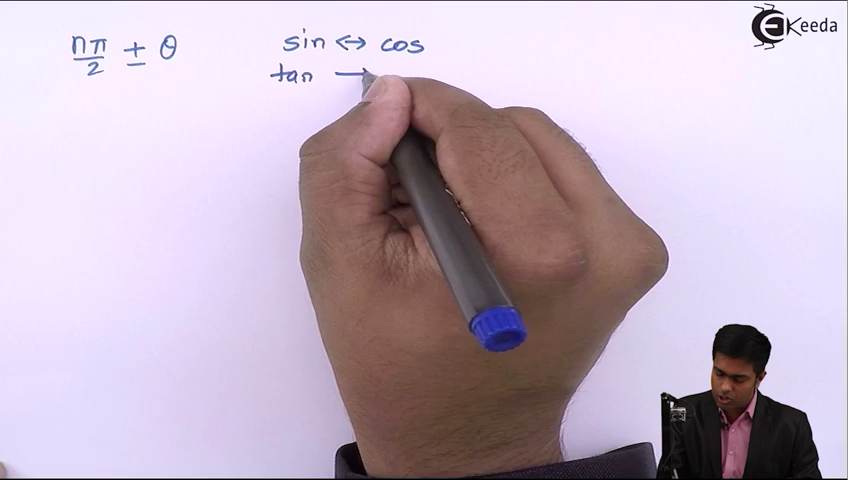 nπ/2 ± θ
sin ↔ cos
tan →
EKeeda